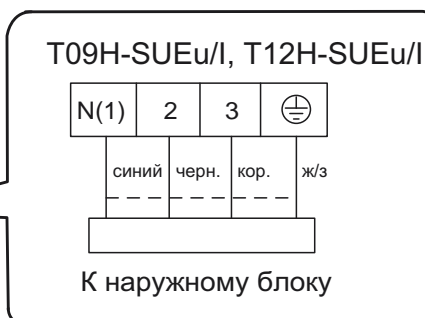 T09H-SUEu/I, T12H-SUEu/I
N(1) 2 3
синий черн. кор. ж/з
К наружному блоку